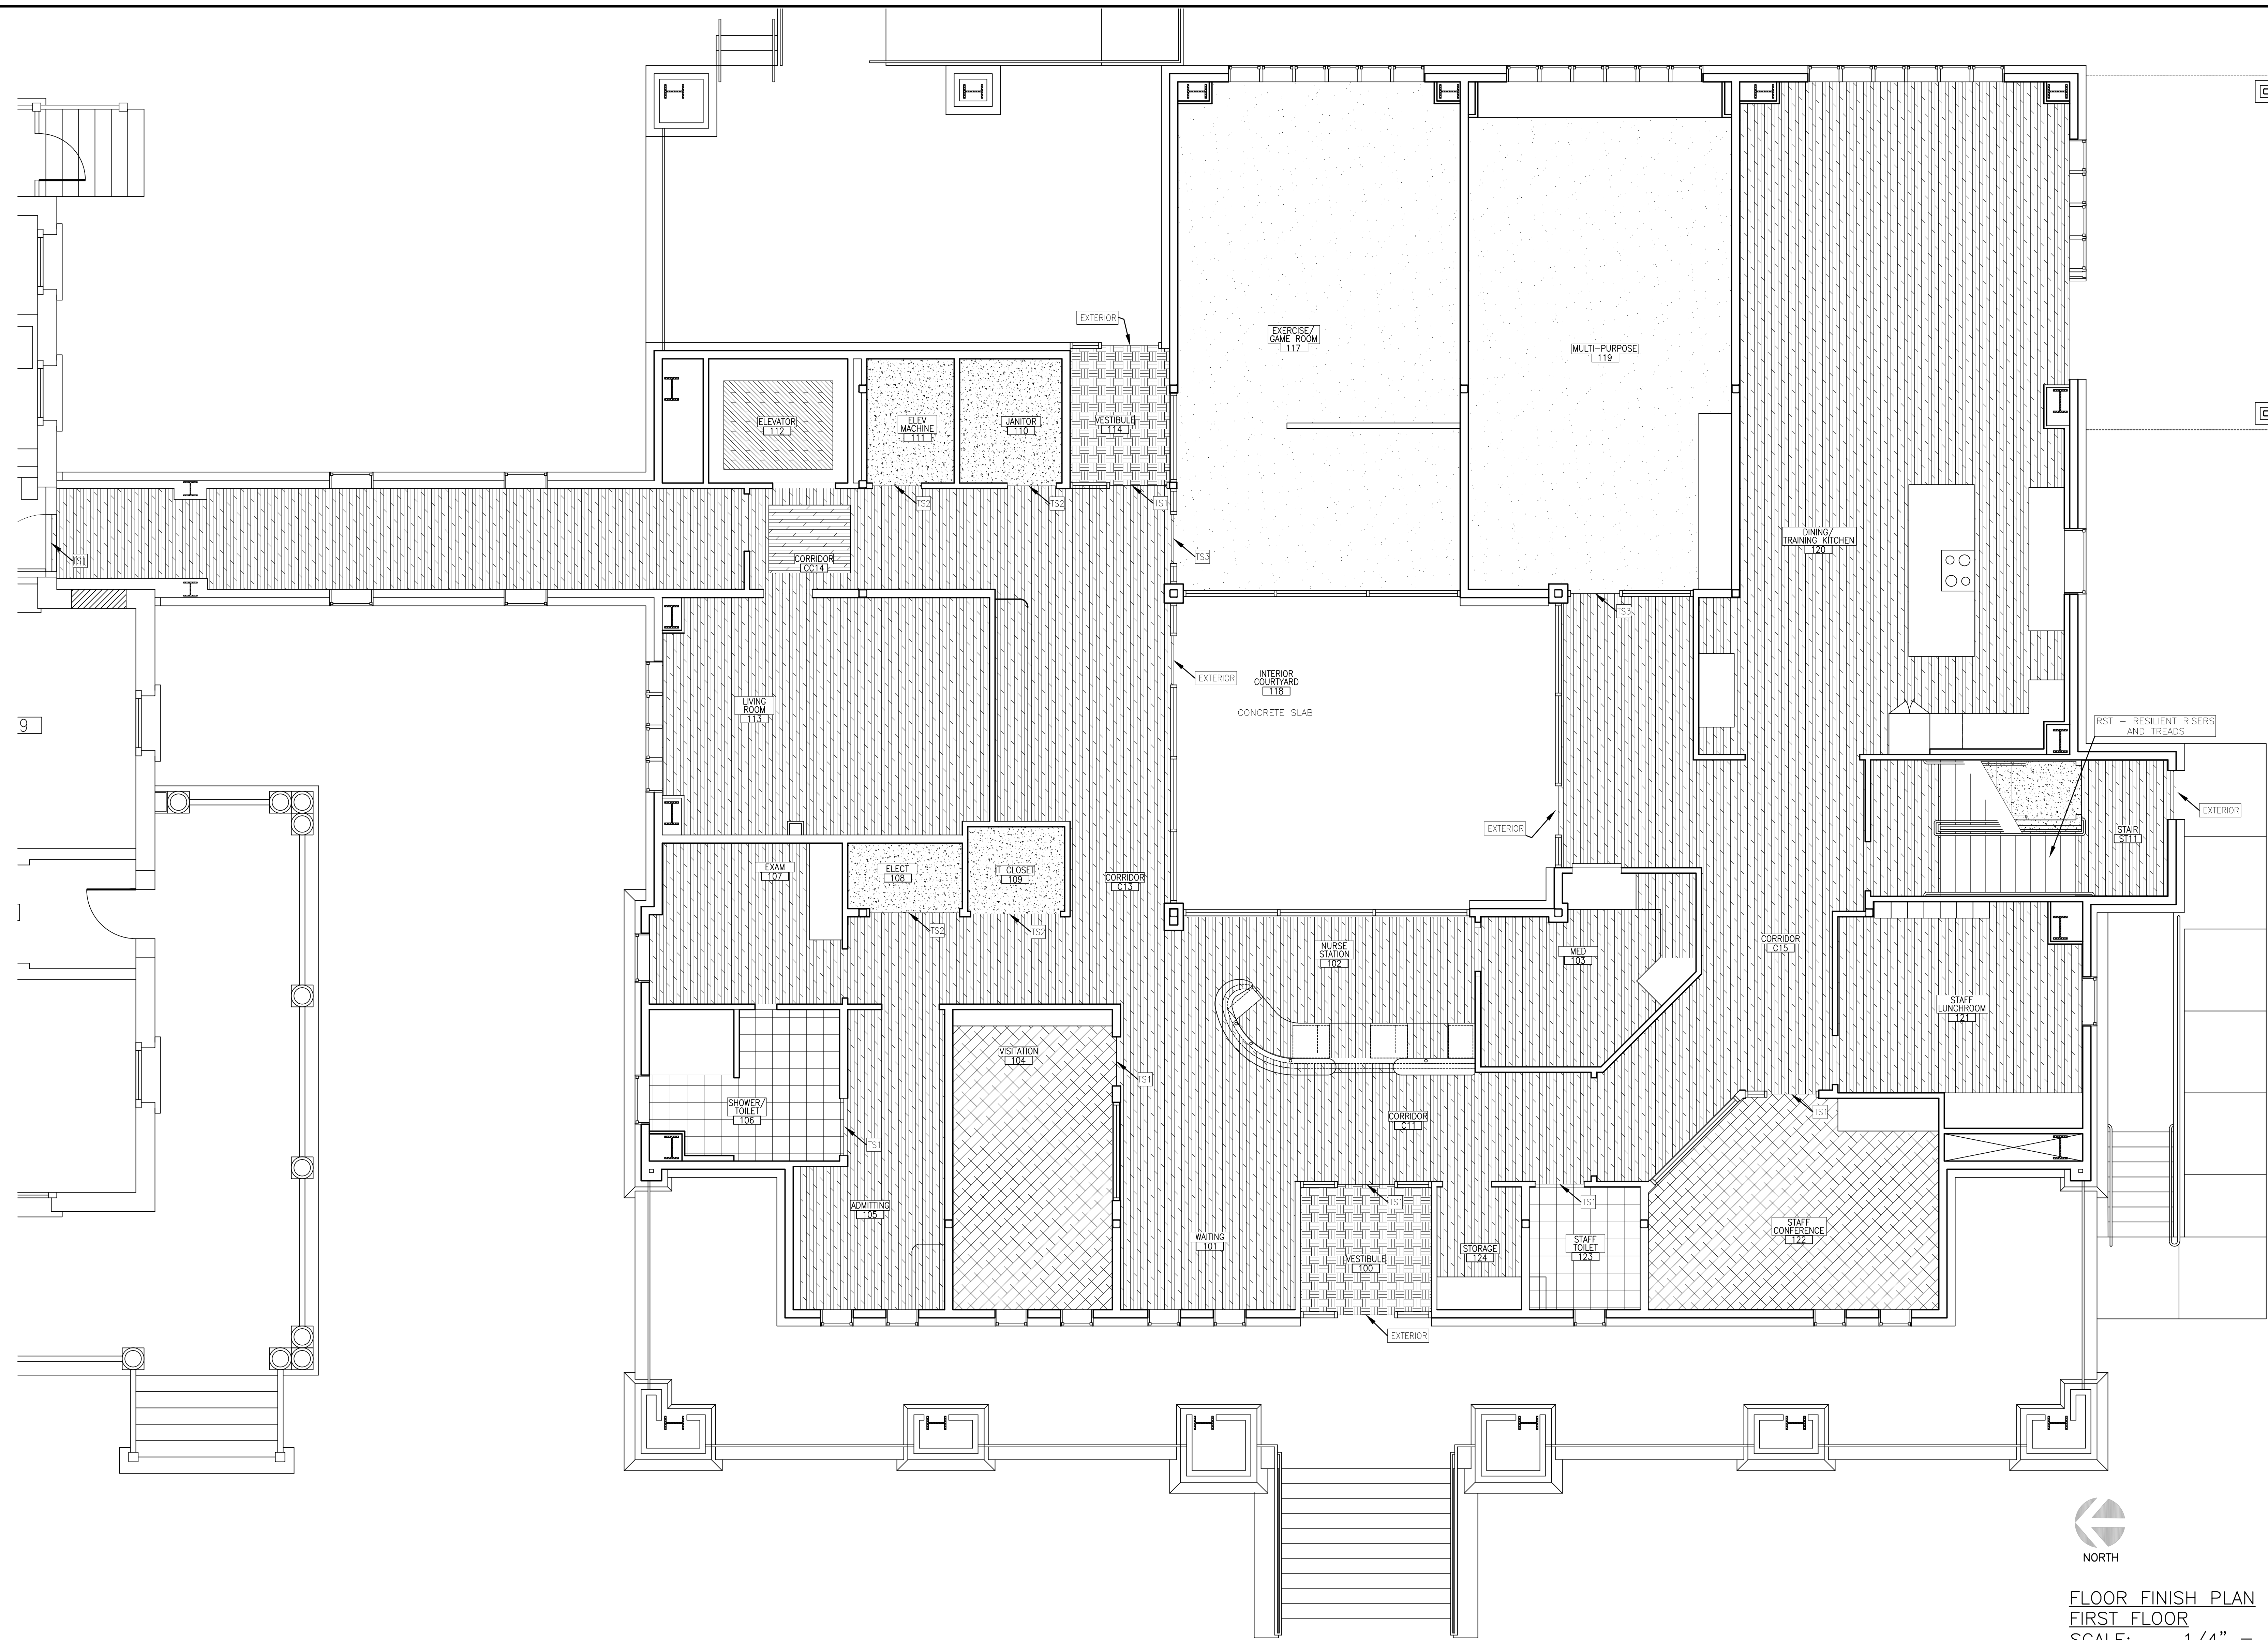 EXTERIOR
EXERCISE/
GAME ROOM
117
MULTI-PURPOSE
119
ELEVATOR
112
ELEV
MACHINE
111
JANITOR
110
VESTIBULE
114
TS2
TS2
TS1
TS3
TS1
CORRIDOR
CC14
DINING/
TRAINING KITCHEN
120
TS3
EXTERIOR
INTERIOR
COURTYARD
118
CONCRETE SLAB
LIVING
ROOM
113
9
RST - RESILIENT RISERS
AND TREADS
EXTERIOR
EXTERIOR
STAIR
ST11
EXAM
107
ELECT
108
IT CLOSET
109
CORRIDOR
C13
TS2
TS2
NURSE
STATION
102
MED
103
CORRIDOR
C15
STAFF
LUNCHROOM
121
VISITATION
104
TS1
SHOWER/
TOILET
106
TS1
CORRIDOR
C11
TS1
ADMITTING
105
WAITING
101
TS1
VESTIBULE
100
STORAGE
124
TS1
STAFF
TOILET
123
STAFF
CONFERENCE
122
EXTERIOR
NORTH
FLOOR FINISH PLAN
FIRST FLOOR
SCALE: 1/4" =